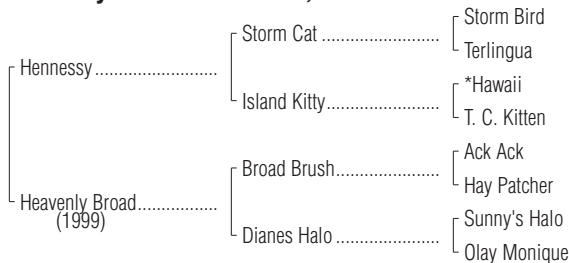 Storm Bird
Storm Cat ........................
Terlingua
Hennessy ..........................
*Hawaii
Island Kitty ........................
T. C. Kitten
Ack Ack
Broad Brush ......................
Hay Patcher
Heavenly Broad .................
(1999)
Sunny's Halo
Dianes Halo ......................
Olay Monique